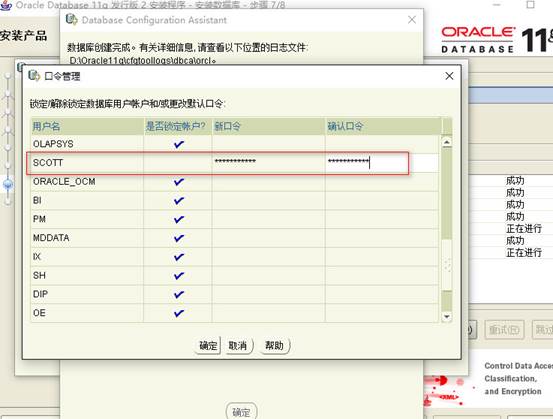 Oracle Database 11g 发行版 2 安装程序 - 安装数据库 - 步骤 7/8
Database Configuration Assistant
安装产品
数据库创建完成。有关详细信息, 请查看以下位置的日志文件:
D:\Oracle11g\cfgtoollogs\dbca\orcl。
ORACLE
DATABASE 11g
口令管理
锁定/解除锁定数据库用户帐户和/或更改默认口令:
用户名 是否锁定帐户? 新口令 确认口令
OLAPSYS
SCOTT *********** ***********
ORACLE_OCM
BI
PM
MDDATA
IX
SH
DIP
OE
确定 取消 帮助
成功
成功
成功
成功
正在进行
成功
正在进行
重试(R) 跳过
Control Data Acce
Classification,
and Encryption
<XML>
确定